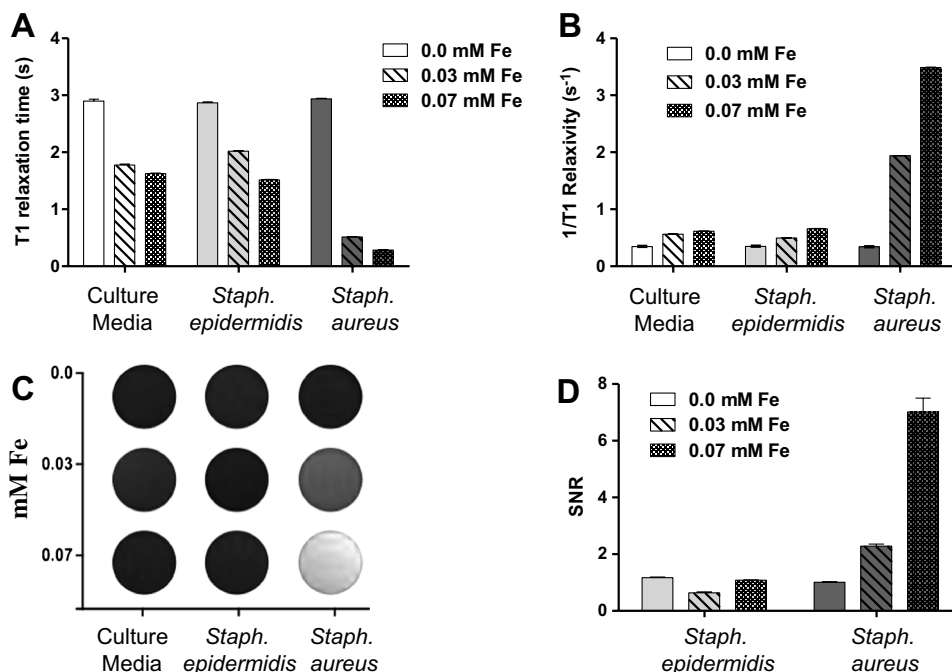 A
T1 relaxation time (s)
4
3
2
1
0
0.0 mM Fe
0.03 mM Fe
0.07 mM Fe
Culture
Media
Staph.
epidermidis
Staph.
aureus
B
1/T1 Relaxivity (s-1)
4
3
2
1
0
0.0 mM Fe
0.03 mM Fe
0.07 mM Fe
Culture
Media
Staph.
epidermidis
Staph.
aureus
C
mM Fe
0.0
0.03
0.07
Culture
Media
Staph.
epidermidis
Staph.
aureus
D
SNR
8
6
4
2
0
0.0 mM Fe
0.03 mM Fe
0.07 mM Fe
Staph.
epidermidis
Staph.
aureus